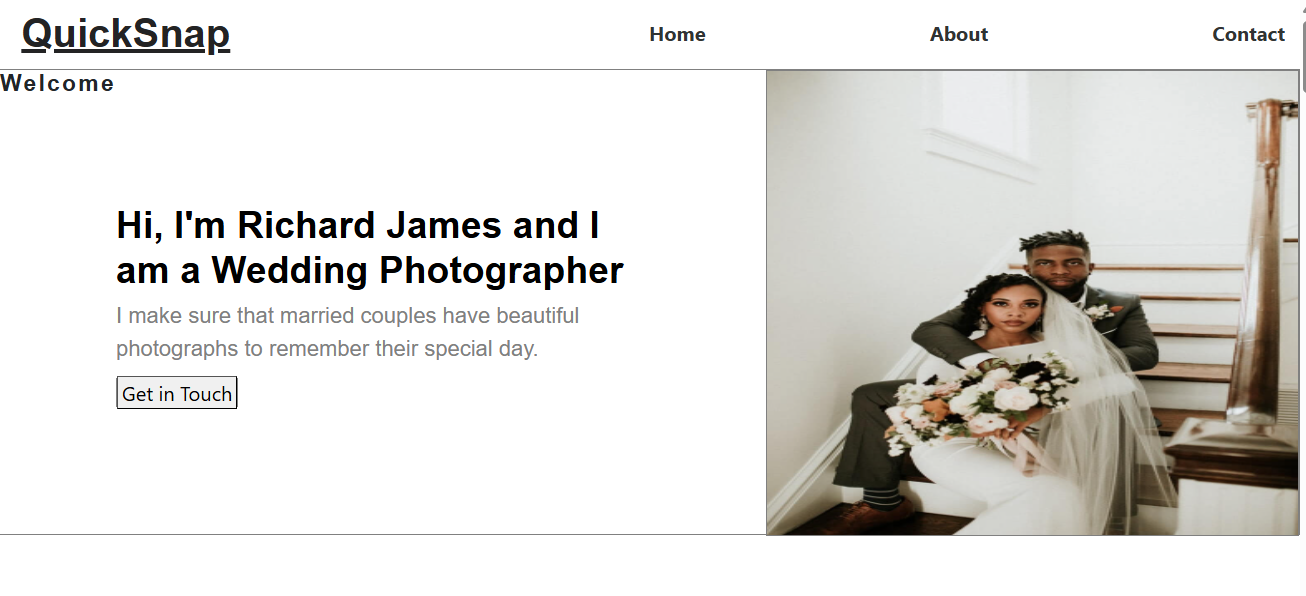 QuickSnap
Home
About
Contact
Welcome
Hi, I'm Richard James and I
am a Wedding Photographer
I make sure that married couples have beautiful
photographs to remember their special day.
Get in Touch